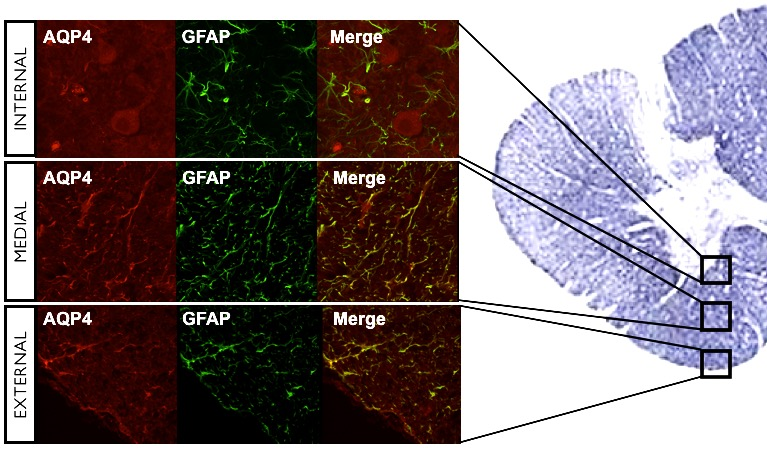 INTERNAL
AQP4 GFAP Merge
MEDIAL
AQP4 GFAP Merge
EXTERNAL
AQP4 GFAP Merge